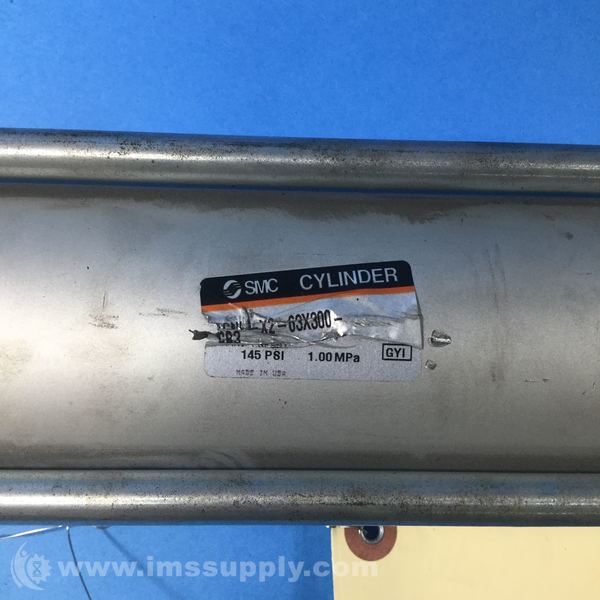 SMC CYLINDER
X2-63X300-
145 PSI 1.00 MPa GYI
MADE IN USA
www.imssupply.com